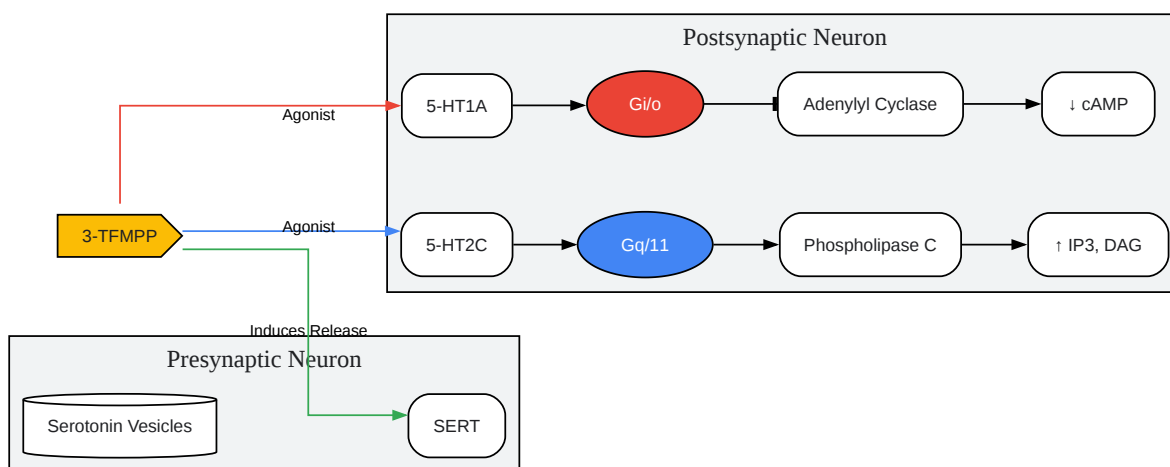 Postsynaptic Neuron
Agonist
5-HT1A
Gi/o
Adenylyl Cyclase
↓ cAMP
3-TFMPP
Agonist
5-HT2C
Gq/11
Phospholipase C
↑ IP3, DAG
Induces Release
Presynaptic Neuron
Serotonin Vesicles
SERT